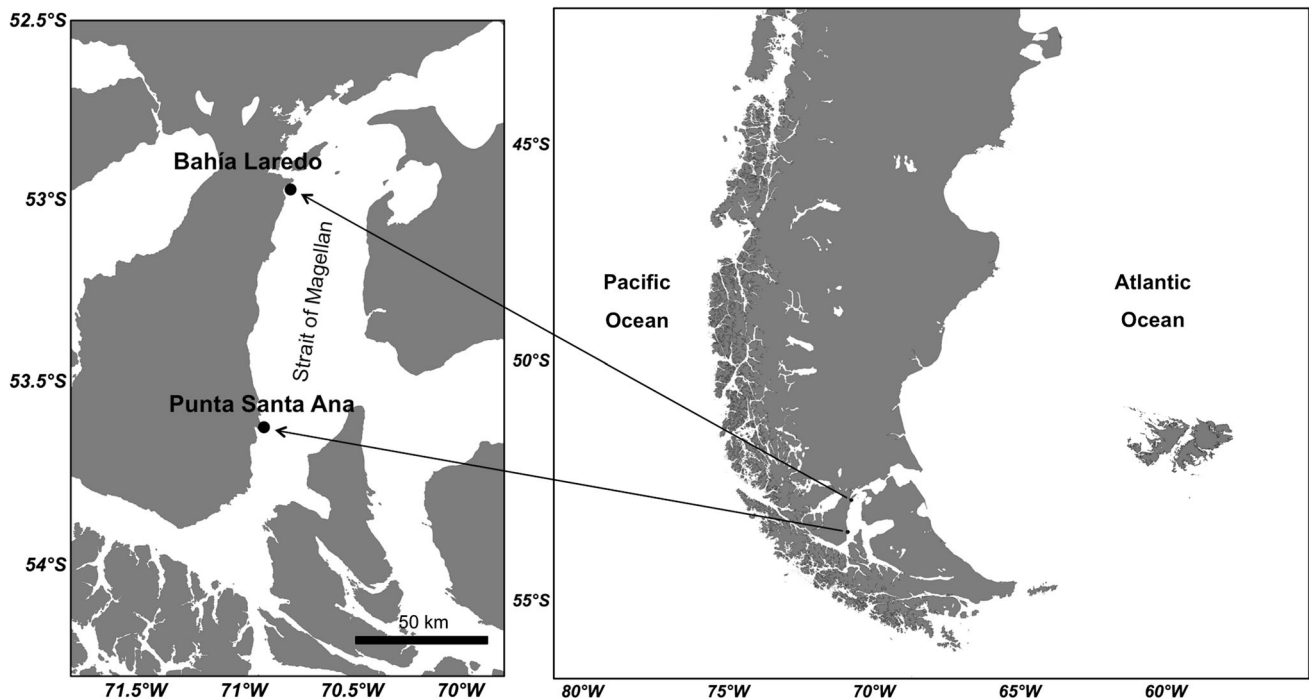 52.5°S
53°S
53.5°S
54°S
Bahía Laredo
Strait of Magellan
Punta Santa Ana
50 km
71.5°W
71°W
70.5°W
70°W
45°S
50°S
55°S
Pacific
Ocean
Atlantic
Ocean
80°W
75°W
70°W
65°W
60°W